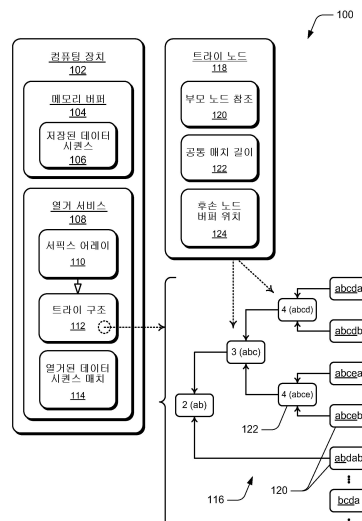 100
컴퓨팅 장치
102
메모리 버퍼
104
저장된 데이터
시퀀스
106
열거 서비스
108
서픽스 어레이
110
트라이 구조
112
열거된 데이터
시퀀스 매치
114
트라이 노드
118
부모 노드 참조
120
공통 매치 길이
122
후손 노드
버퍼 위치
124
abcda
4 (abcd)
abcdb
3 (abc)
abcea
4 (abce)
2 (ab)
122
abceb
abdab
116
120
bcda